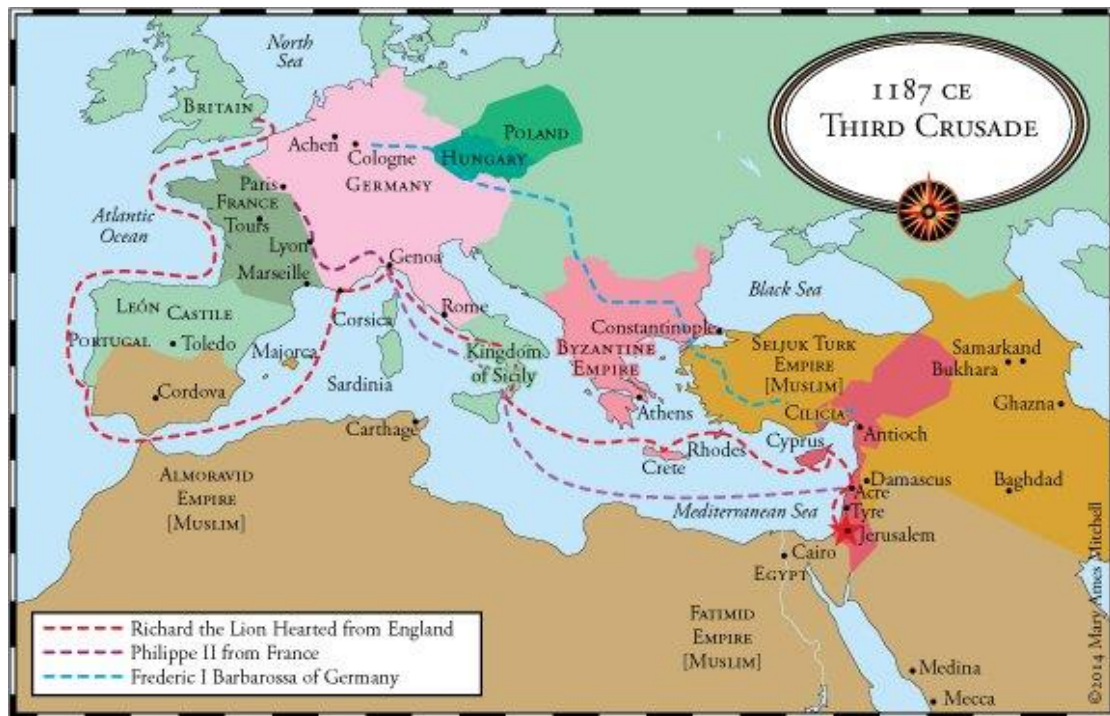 North
Sea
1187 CE
THIRD CRUSADE
BRITAIN
POLAND
Achen
Cologne
HUNGARY
GERMANY
Paris
FRANCE
Tours
Atlantic
Ocean
Lyon
Genoa
Marseille
Black Sea
LEÓN
CASTILE
Corsica
Rome
Constantinople
PORTUGAL
Toledo
Majorca
Kingdom
of Sicily
BYZANTINE
EMPIRE
SELJUK TURK
EMPIRE
[MUSLIM]
Samarkand
Bukhara
Sardinia
Cordova
Athens
CILICIA
Ghazna
Carthage
Antioch
Rhodes
Cyprus
Crete
ALMORAVID
EMPIRE
[MUSLIM]
Damascus
Baghdad
Acre
Mediterranean Sea
Tyre
Jerusalem
Cairo
EGYPT
Richard the Lion Hearted from England
Philippe II from France
Frederic I Barbarossa of Germany
FATIMID
EMPIRE
[MUSLIM]
Medina
Mecca
©2014 Mary Ames Mitchell